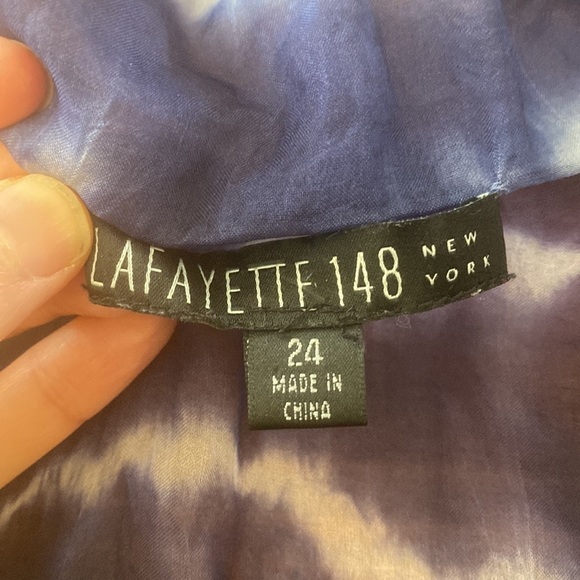 LAFAYETTE 148 NEW YORK
24
MADE IN
CHINA